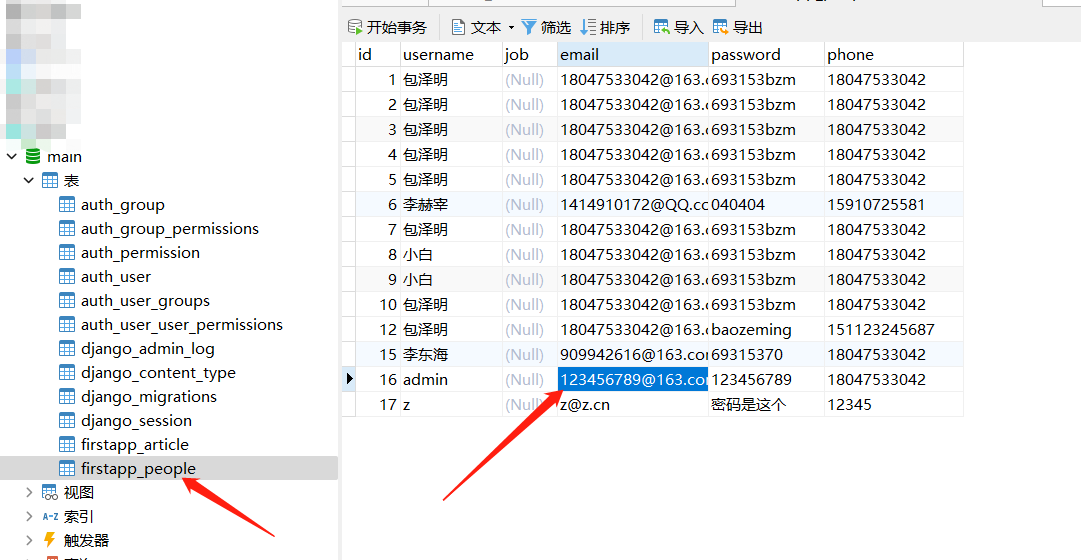 开始事务 文本 筛选 排序 导入 导出
main
表
auth_group
auth_group_permissions
auth_permission
auth_user
auth_user_groups
auth_user_user_permissions
django_admin_log
django_content_type
django_migrations
django_session
firstapp_article
firstapp_people
视图
A-Z 索引
触发器
id username job email password phone
1 包泽明 (Null) 18047533042@163.c 693153bzm 18047533042
2 包泽明 (Null) 18047533042@163.c 693153bzm 18047533042
3 包泽明 (Null) 18047533042@163.c 693153bzm 18047533042
4 包泽明 (Null) 18047533042@163.c 693153bzm 18047533042
5 包泽明 (Null) 18047533042@163.c 693153bzm 18047533042
6 李赫宰 (Null) 1414910172@QQ.cc 040404 15910725581
7 包泽明 (Null) 18047533042@163.c 693153bzm 18047533042
8 小白 (Null) 18047533042@163.c 693153bzm 18047533042
9 小白 (Null) 18047533042@163.c 693153bzm 18047533042
10 包泽明 (Null) 18047533042@163.c 693153bzm 18047533042
12 包泽明 (Null) 18047533042@163.c baozeming 151123245687
15 李东海 (Null) 909942616@163.cor 69315370 18047533042
16 admin (Null) 123456789@163.cor 123456789 18047533042
17 z (Null) z@z.cn 密码是这个 12345